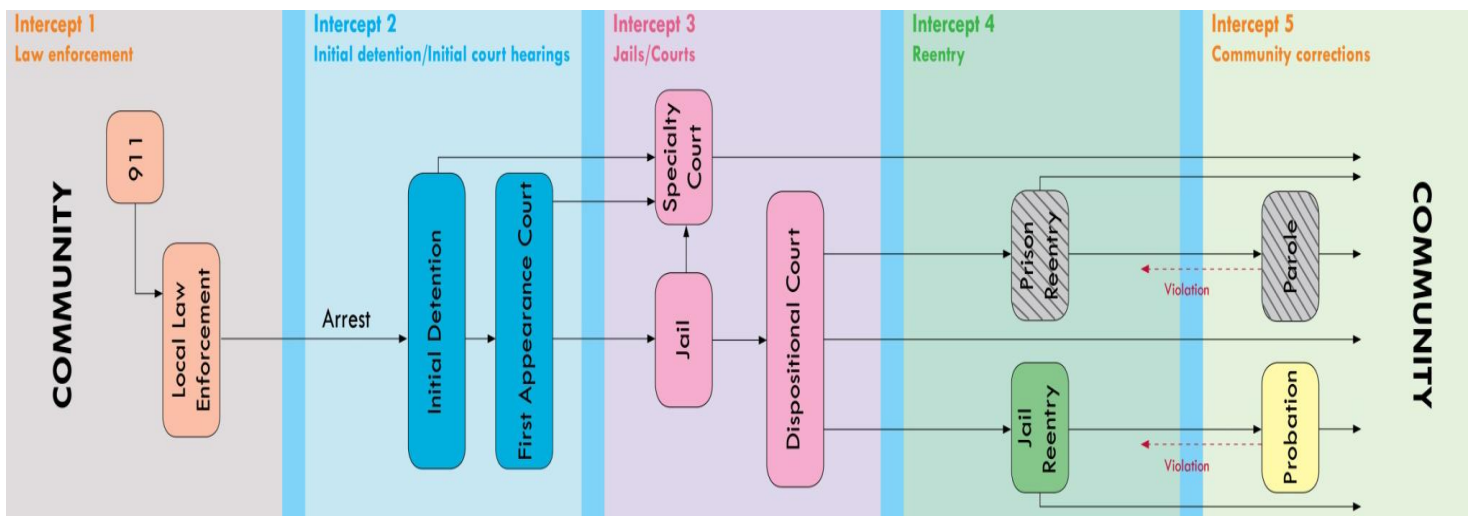 Intercept 1
Law enforcement
Intercept 2
Initial detention/Initial court hearings
Intercept 3
Jails/Courts
Intercept 4
Reentry
Intercept 5
Community corrections
COMMUNITY
911
Local Law
Enforcement
Arrest
Initial Detention
First Appearance Court
Specialty
Court
Jail
Dispositional Court
Prison
Reentry
Jail
Reentry
Violation
Violation
Parole
Probation
COMMUNITY